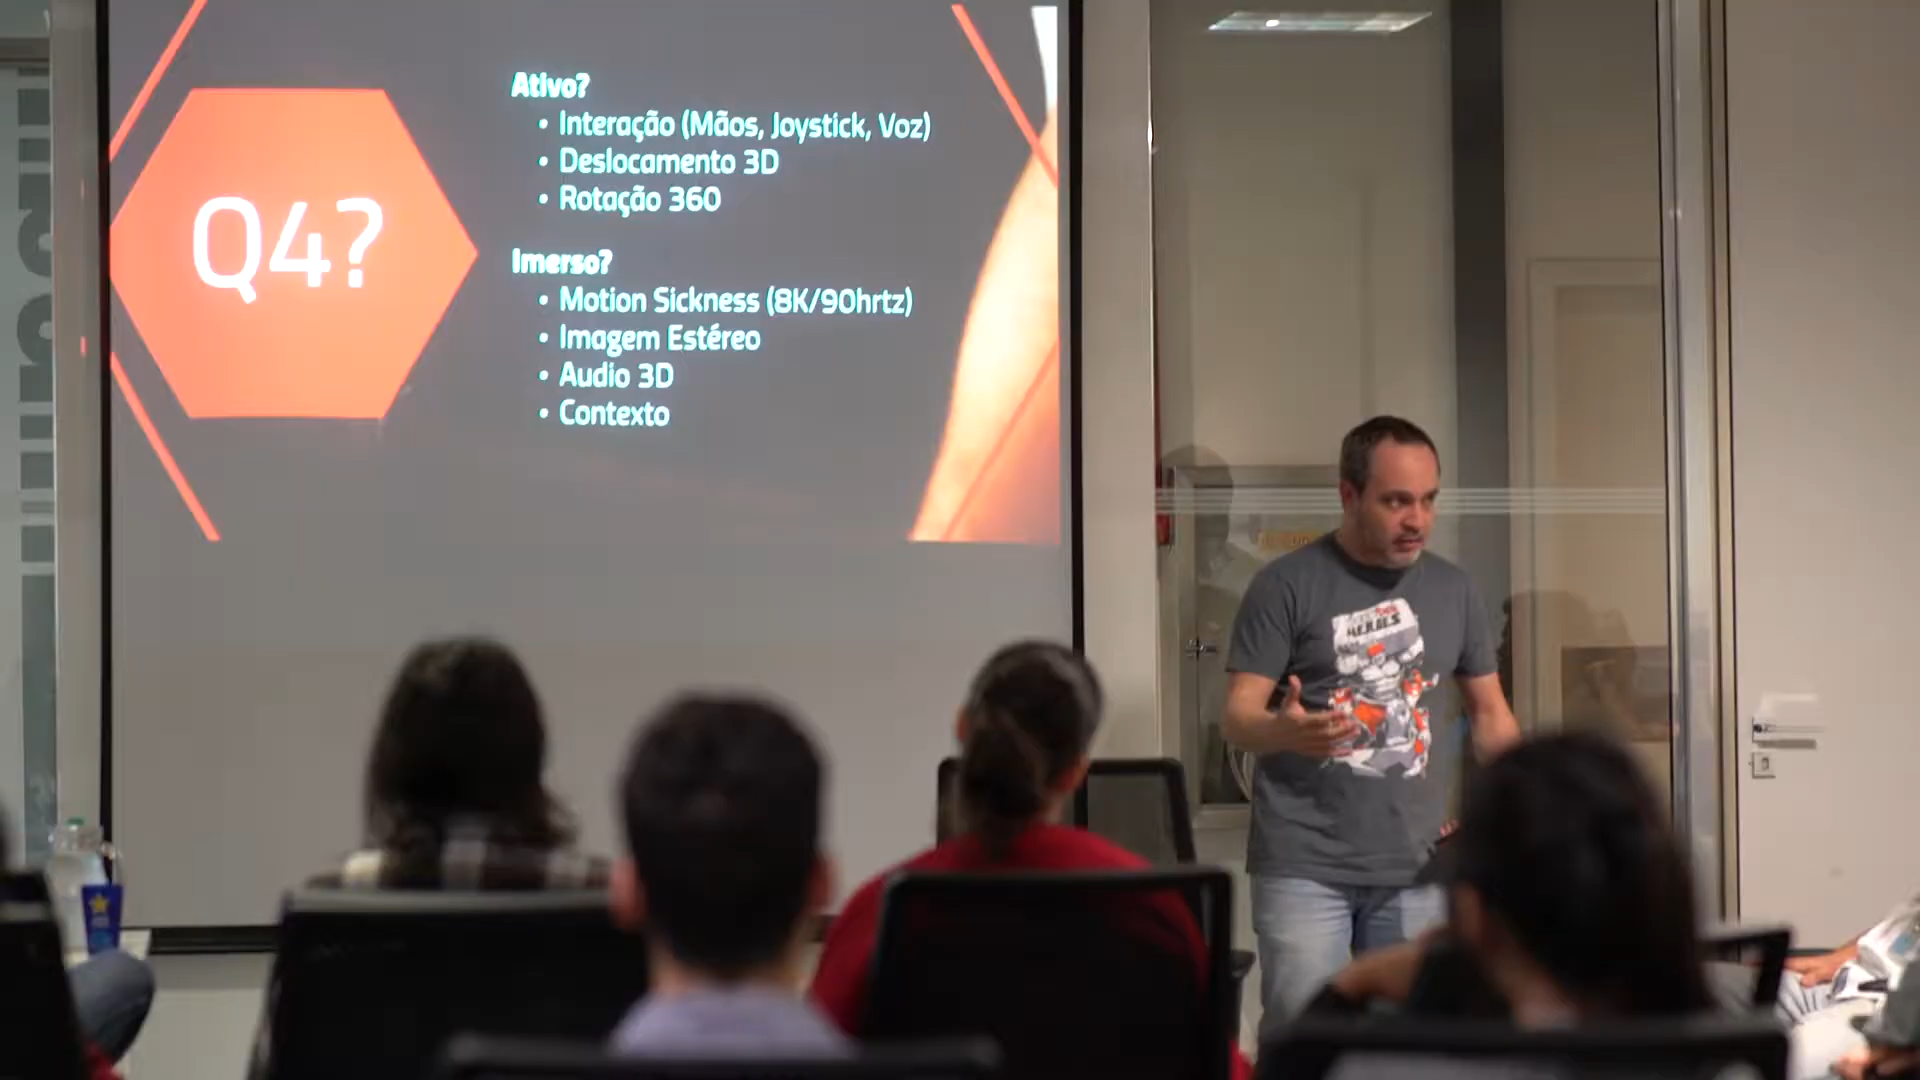 Q4?
Ativo?
• Interação (Mãos, Joystick, Voz)
• Deslocamento 3D
• Rotação 360
Imerso?
• Motion Sickness (8K/90hrtz)
• Imagem Estéreo
• Audio 3D
• Contexto
HEROES